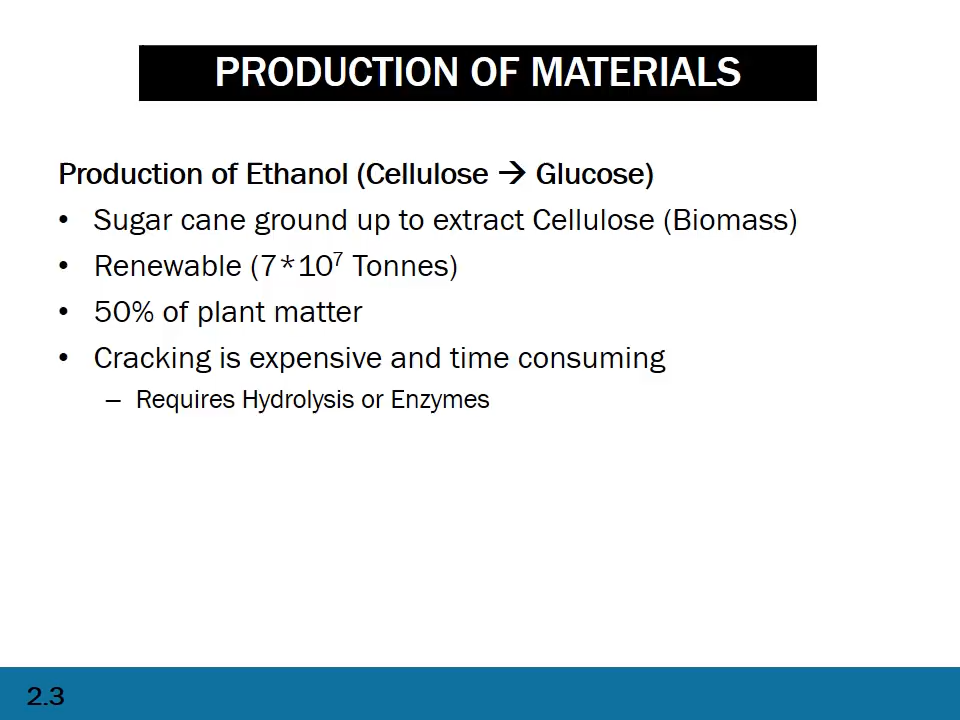 PRODUCTION OF MATERIALS
Production of Ethanol (Cellulose → Glucose)
• Sugar cane ground up to extract Cellulose (Biomass)
• Renewable (7*10⁷ Tonnes)
• 50% of plant matter
• Cracking is expensive and time consuming
– Requires Hydrolysis or Enzymes
2.3